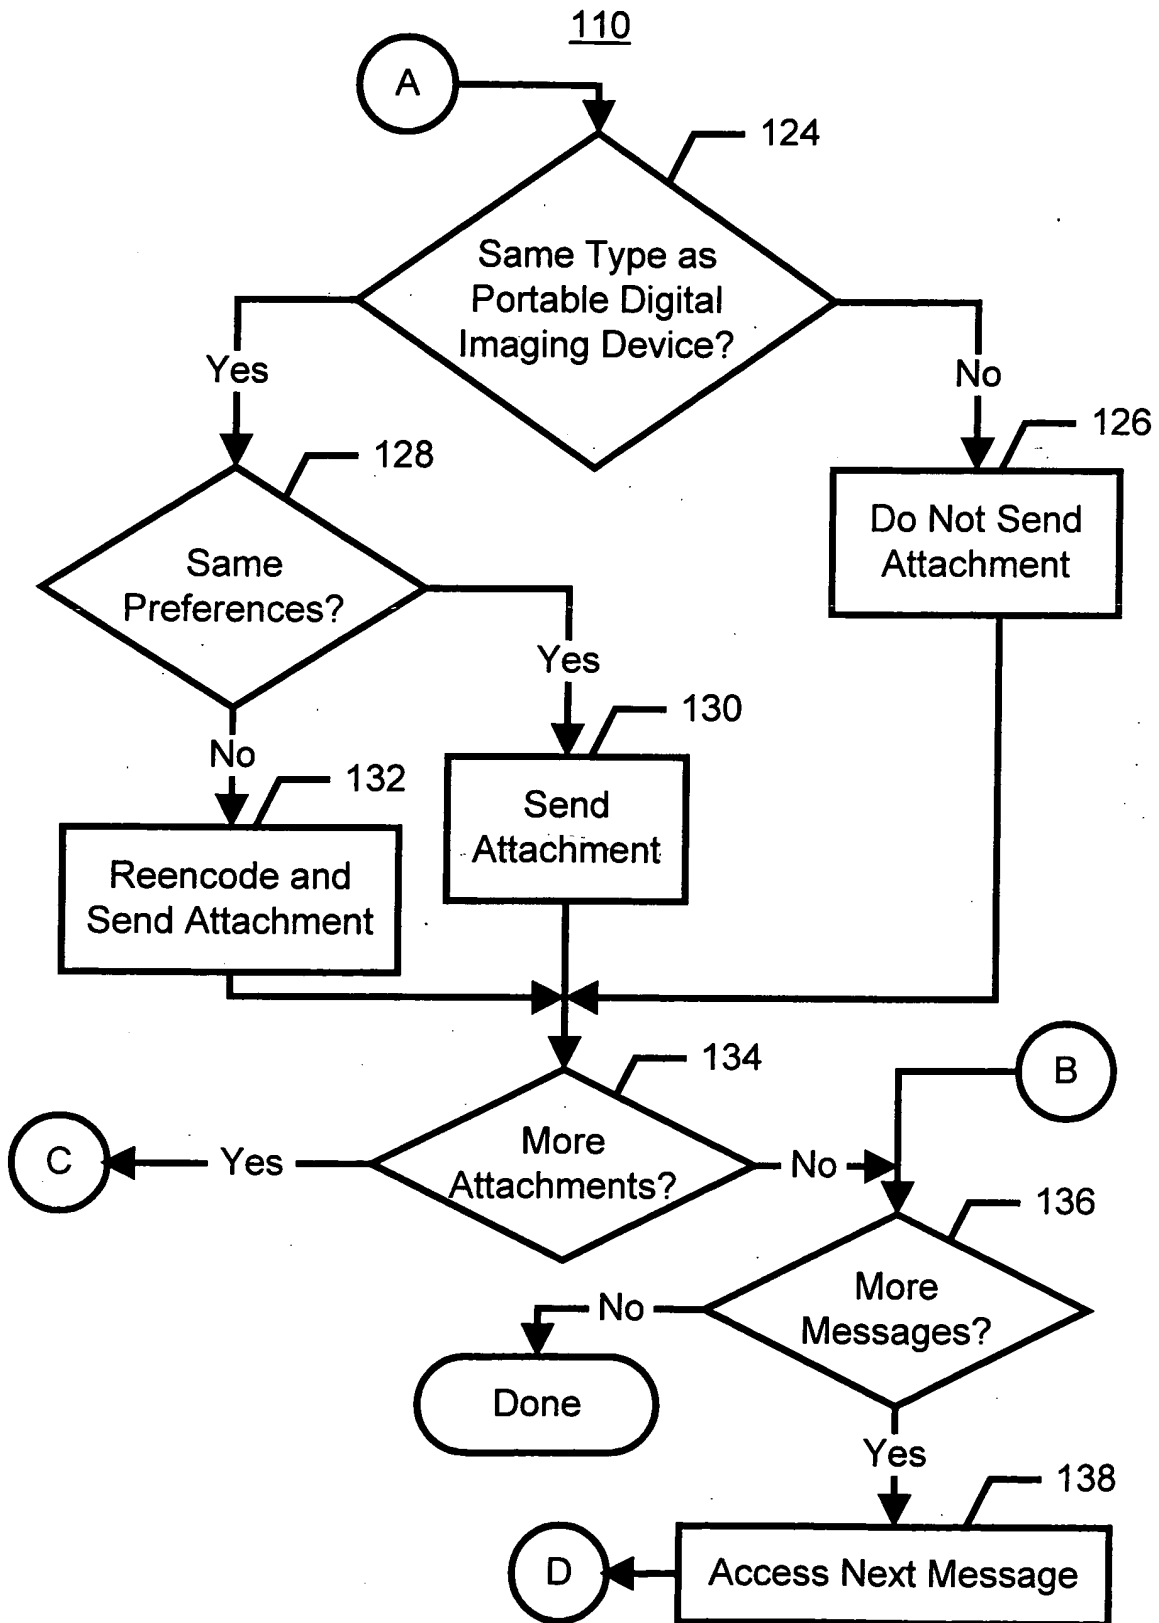 110
A
124
Same Type as
Portable Digital
Imaging Device?
Yes
No
126
128
Do Not Send
Attachment
Same
Preferences?
Yes
130
No
132
Send
Attachment
Reencode and
Send Attachment
134
B
C
Yes
More
Attachments?
No
136
More
Messages?
No
Done
Yes
138
D
Access Next Message